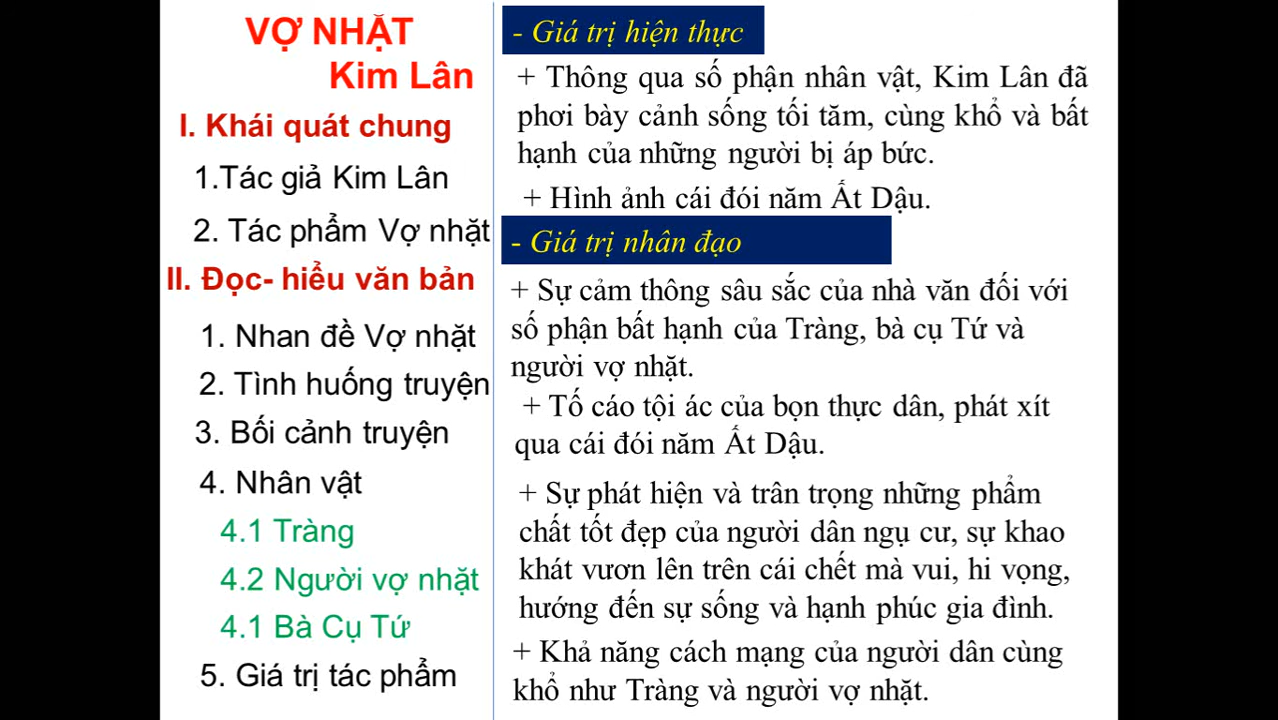 VỢ NHẶT
Kim Lân
I. Khái quát chung
1.Tác giả Kim Lân
2. Tác phẩm Vợ nhặt
II. Đọc- hiểu văn bản
1. Nhan đề Vợ nhặt
2. Tình huống truyện
3. Bối cảnh truyện
4. Nhân vật
4.1 Tràng
4.2 Người vợ nhặt
4.1 Bà Cụ Tứ
5. Giá trị tác phẩm
- Giá trị hiện thực
+ Thông qua số phận nhân vật, Kim Lân đã
phơi bày cảnh sống tối tăm, cùng khổ và bất
hạnh của những người bị áp bức.
+ Hình ảnh cái đói năm Ất Dậu.
- Giá trị nhân đạo
+ Sự cảm thông sâu sắc của nhà văn đối với
số phận bất hạnh của Tràng, bà cụ Tứ và
người vợ nhặt.
+ Tố cáo tội ác của bọn thực dân, phát xít
qua cái đói năm Ất Dậu.
+ Sự phát hiện và trân trọng những phẩm
chất tốt đẹp của người dân ngụ cư, sự khao
khát vươn lên trên cái chết mà vui, hi vọng,
hướng đến sự sống và hạnh phúc gia đình.
+ Khả năng cách mạng của người dân cùng
khổ như Tràng và người vợ nhặt.